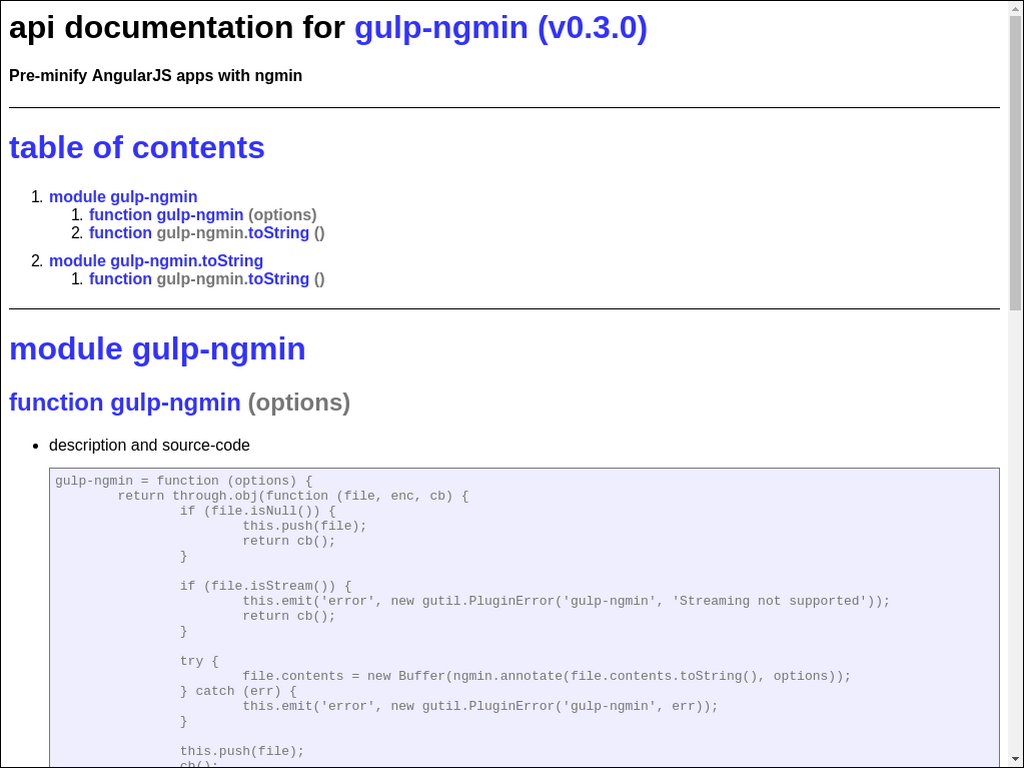 api documentation for gulp-ngmin (v0.3.0)
Pre-minify AngularJS apps with ngmin
table of contents
1. module gulp-ngmin
1. function gulp-ngmin (options)
2. function gulp-ngmin.toString ()
2. module gulp-ngmin.toString
1. function gulp-ngmin.toString ()
module gulp-ngmin
function gulp-ngmin (options)
• description and source-code
gulp-ngmin = function (options) {
        return through.obj(function (file, enc, cb) {
                if (file.isNull()) {
                        this.push(file);
                        return cb();
                }
                if (file.isStream()) {
                        this.emit('error', new gutil.PluginError('gulp-ngmin', 'Streaming not supported'));
                        return cb();
                }
                try {
                        file.contents = new Buffer(ngmin.annotate(file.contents.toString(), options));
                } catch (err) {
                        this.emit('error', new gutil.PluginError('gulp-ngmin', err));
                }
                this.push(file);
                cb();